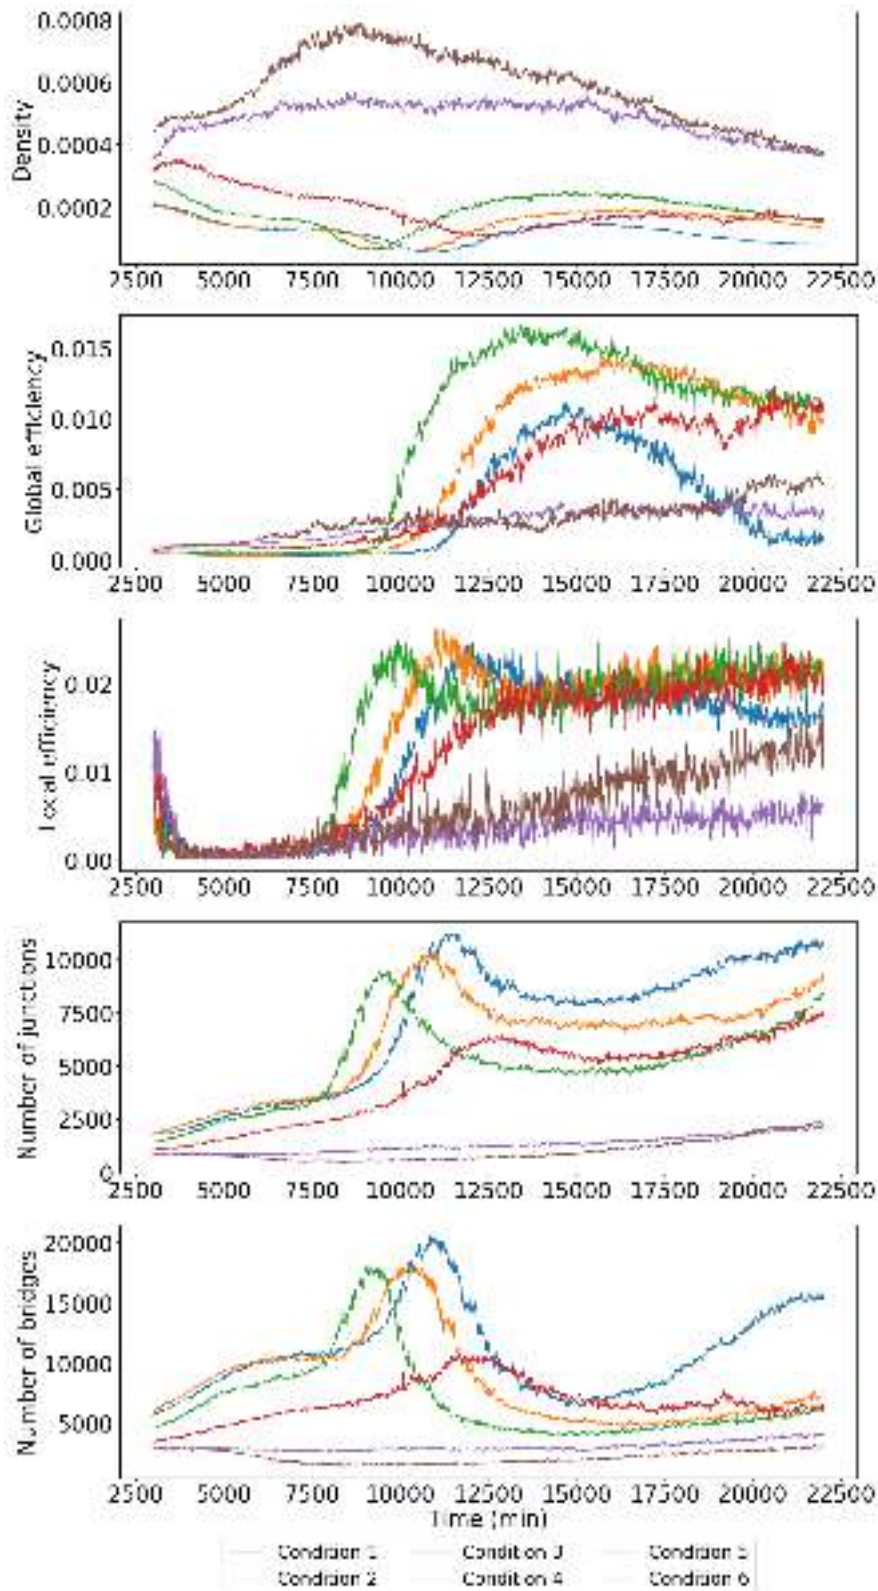 0.0008
0.0006
0.0004
0.0002
Density
2500 5000 7500 10000 12500 15000 17500 20000 22500
0.015
0.010
0.005
0.000
Global efficiency
2500 5000 7500 10000 12500 15000 17500 20000 22500
0.02
0.01
0.00
Local efficiency
2500 5000 7500 10000 12500 15000 17500 20000 22500
10000
7500
5000
2500
0
Number of junctions
2500 5000 7500 10000 12500 15000 17500 20000 22500
20000
15000
10000
5000
Number of bridges
2500 5000 7500 10000 12500 15000 17500 20000 22500
Time (min)
Condition 1 Condition 3 Condition 5
Condition 2 Condition 4 Condition 6